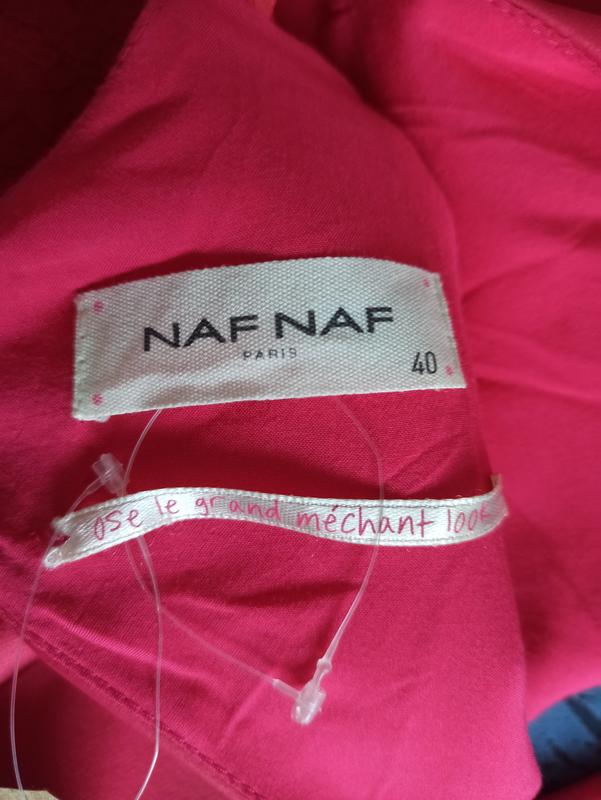 NAF NAF
PARIS
40
ose le grand méchant look